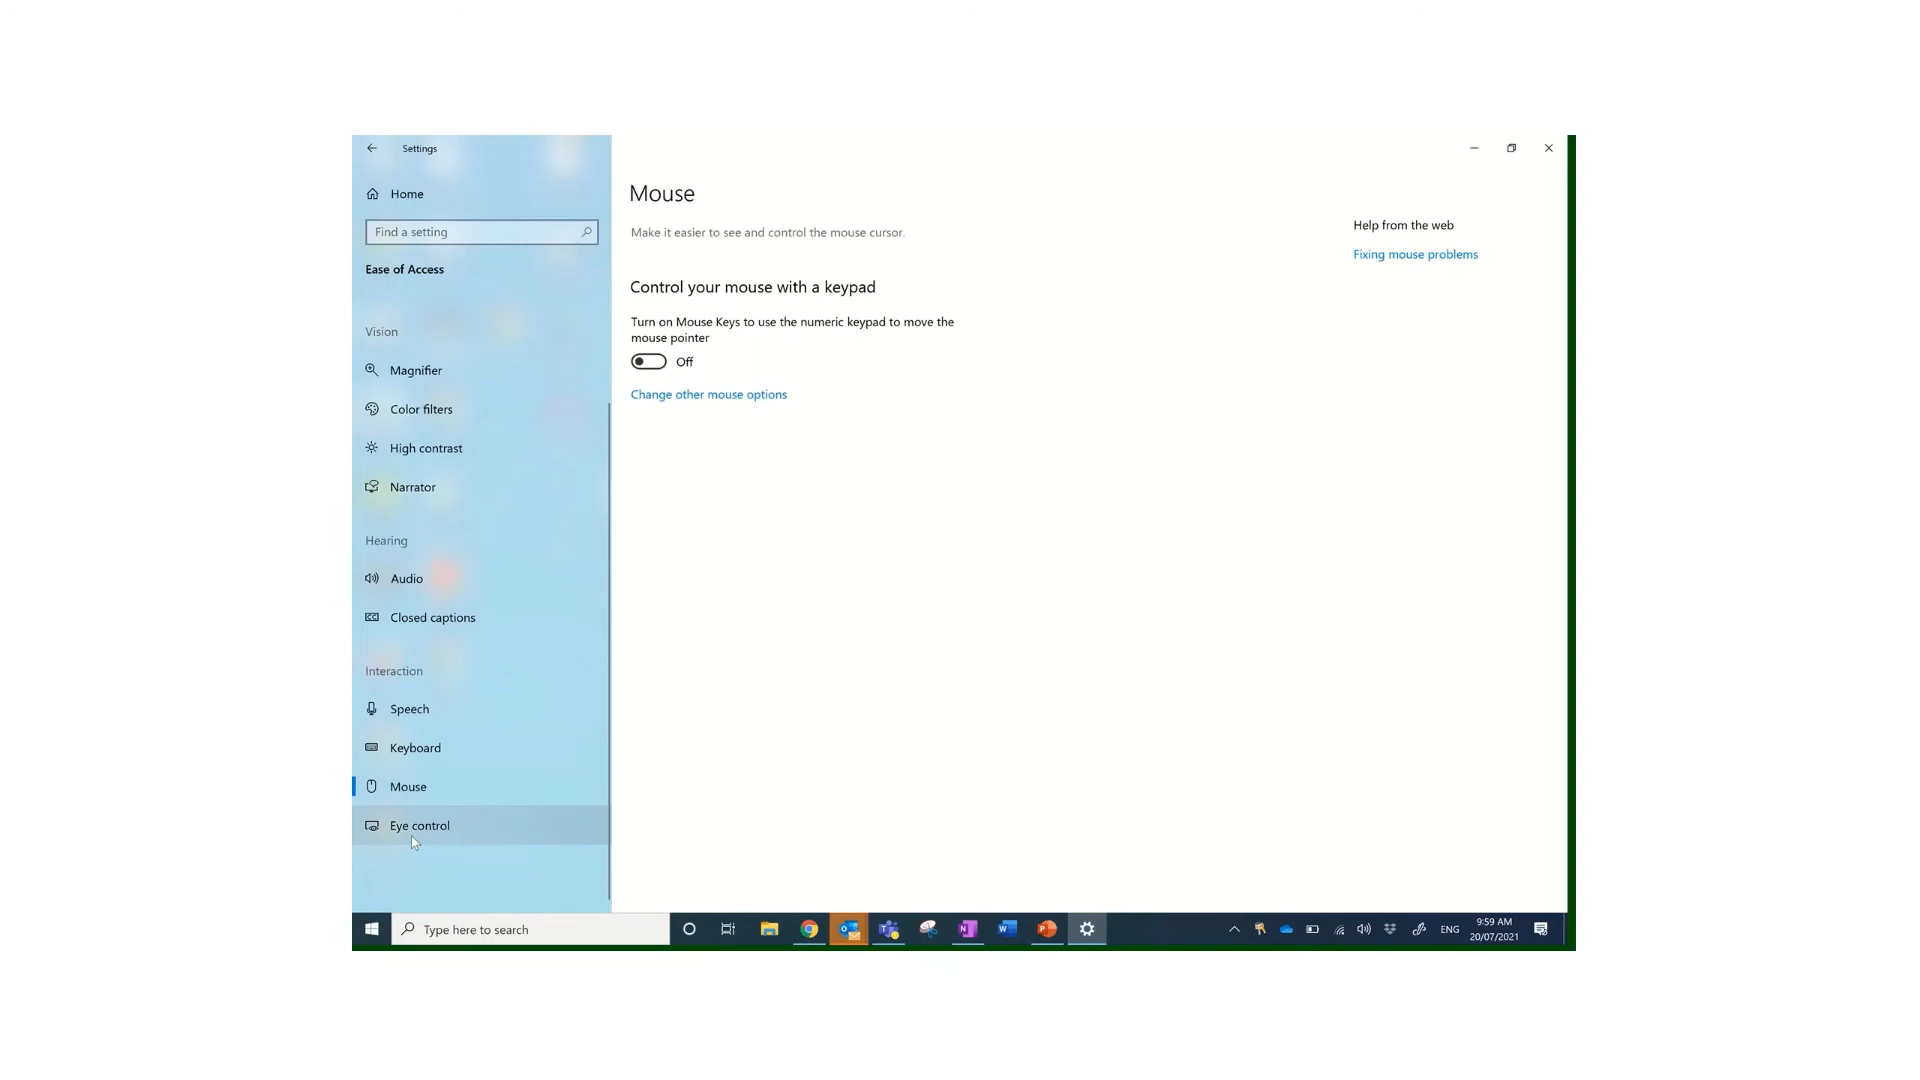 Settings
Home
Find a setting
Ease of Access
Vision
Magnifier
Color filters
High contrast
Narrator
Hearing
Audio
Closed captions
Interaction
Speech
Keyboard
Mouse
Eye control
Mouse
Make it easier to see and control the mouse cursor.
Control your mouse with a keypad
Turn on Mouse Keys to use the numeric keypad to move the
mouse pointer
Off
Change other mouse options
Help from the web
Fixing mouse problems
Type here to search
ENG
9:59 AM
20/07/2021